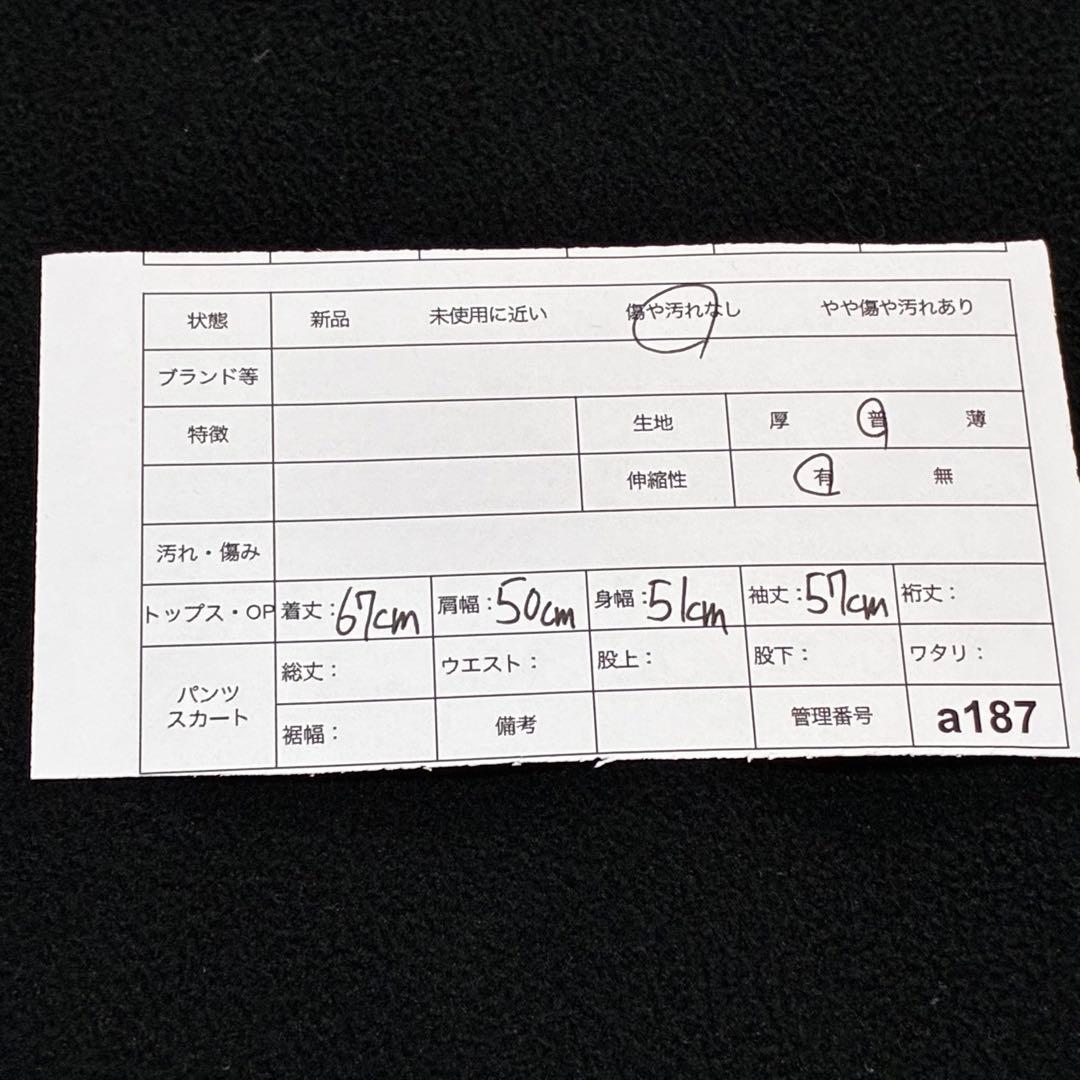 状態 新品 未使用に近い 傷や汚れなし やや傷や汚れあり
ブランド等
特徴 生地 厚 普 薄
伸縮性 有 無
汚れ・傷み
トップス・OP 着丈：67cm 肩幅：50cm 身幅：51cm 袖丈：57cm 裄丈：
パンツ スカート 総丈： ウエスト： 股上： 股下： ワタリ：
裾幅： 備考 管理番号 a187